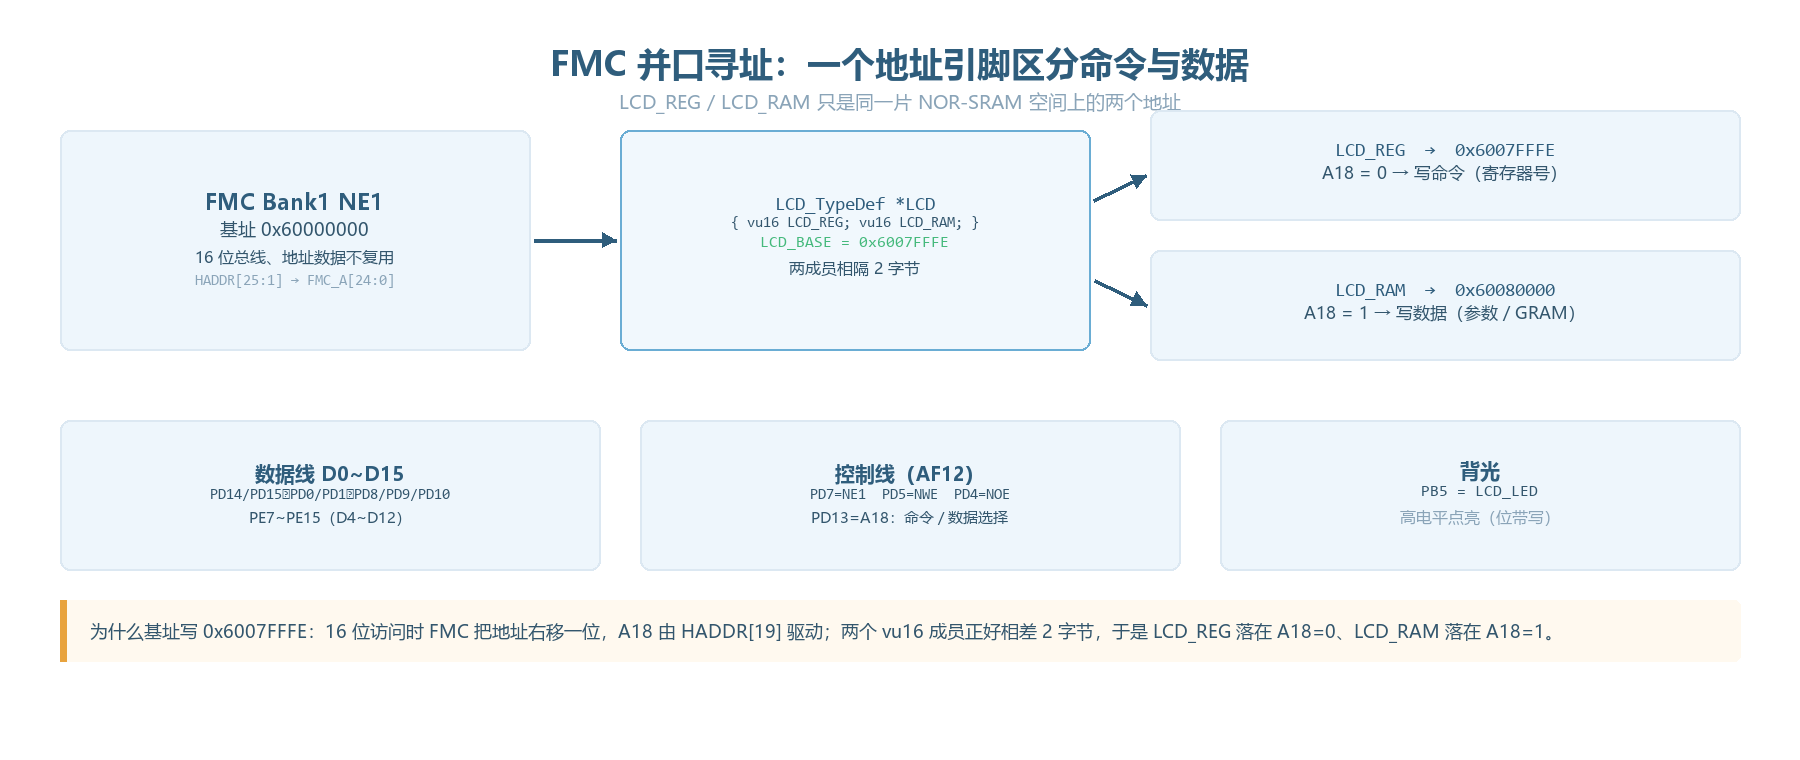 FMC 并口寻址：一个地址引脚区分命令与数据
LCD_REG / LCD_RAM 只是同一片 NOR-SRAM 空间上的两个地址
FMC Bank1 NE1
基址 0x60000000
16 位总线、地址数据不复用
HADDR[25:1] → FMC_A[24:0]
LCD_TypeDef *LCD
{ vu16 LCD_REG; vu16 LCD_RAM; }
LCD_BASE = 0x6007FFFE
两成员相隔 2 字节
LCD_REG → 0x6007FFFE
A18 = 0 → 写命令（寄存器号）
LCD_RAM → 0x60080000
A18 = 1 → 写数据（参数 / GRAM）
数据线 D0~D15
PD14/PD15□PD0/PD1□PD8/PD9/PD10
PE7~PE15（D4~D12）
控制线（AF12）
PD7=NE1 PD5=NWE PD4=NOE
PD13=A18：命令 / 数据选择
背光
PB5 = LCD_LED
高电平点亮（位带写）
为什么基址写 0x6007FFFE：16 位访问时 FMC 把地址右移一位，A18 由 HADDR[19] 驱动；两个 vu16 成员正好相差 2 字节，于是 LCD_REG 落在 A18=0、LCD_RAM 落在 A18=1。